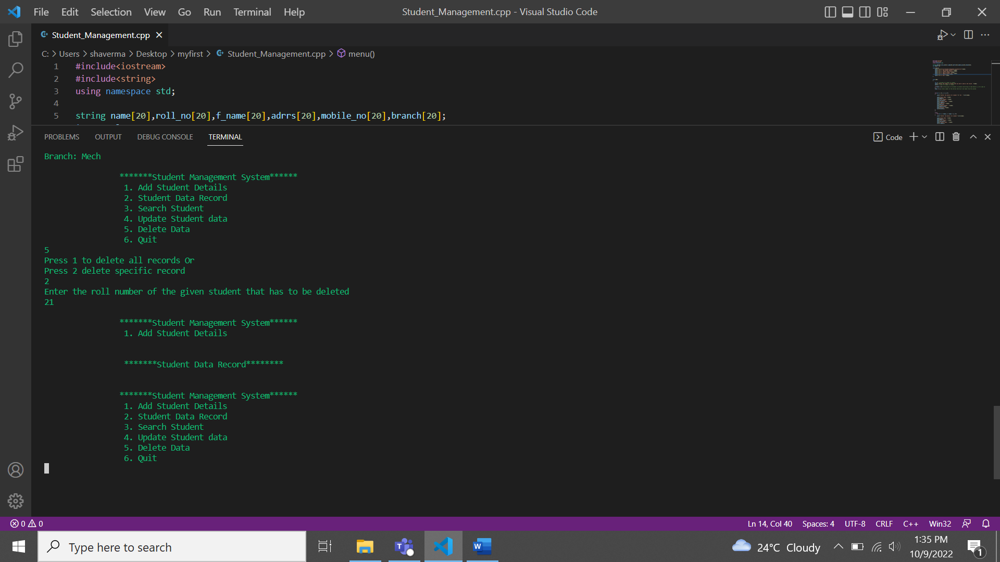 File Edit Selection View Go Run Terminal Help Student_Management.cpp - Visual Studio Code
Student_Management.cpp
C: > Users > shaverma > Desktop > myfirst > Student_Management.cpp > menu()
1 #include<iostream>
2 #include<string>
3 using namespace std;
4
5 string name[20],roll_no[20],f_name[20],adrrs[20],mobile_no[20],branch[20];
PROBLEMS OUTPUT DEBUG CONSOLE TERMINAL Code
Branch: Mech
*******Student Management System******
1. Add Student Details
2. Student Data Record
3. Search Student
4. Update Student data
5. Delete Data
6. Quit
5
Press 1 to delete all records Or
Press 2 delete specific record
2
Enter the roll number of the given student that has to be deleted
21
*******Student Management System******
1. Add Student Details
*******Student Data Record********
*******Student Management System******
1. Add Student Details
2. Student Data Record
3. Search Student
4. Update Student data
5. Delete Data
6. Quit
0 0 Ln 14, Col 40 Spaces: 4 UTF-8 CRLF C++ Win32
Type here to search 24°C Cloudy 1:35 PM
10/9/2022 1